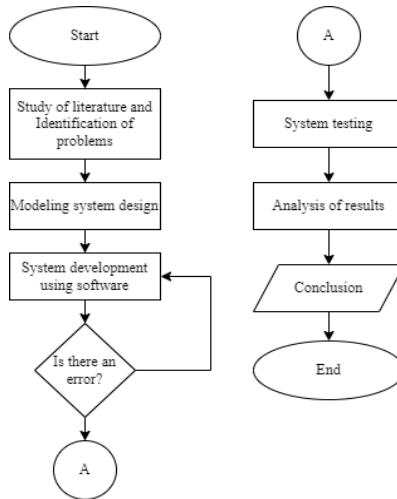 Start
Study of literature and
Identification of
problems
Modeling system design
System development
using software
Is there an
error?
A
A
System testing
Analysis of results
Conclusion
End